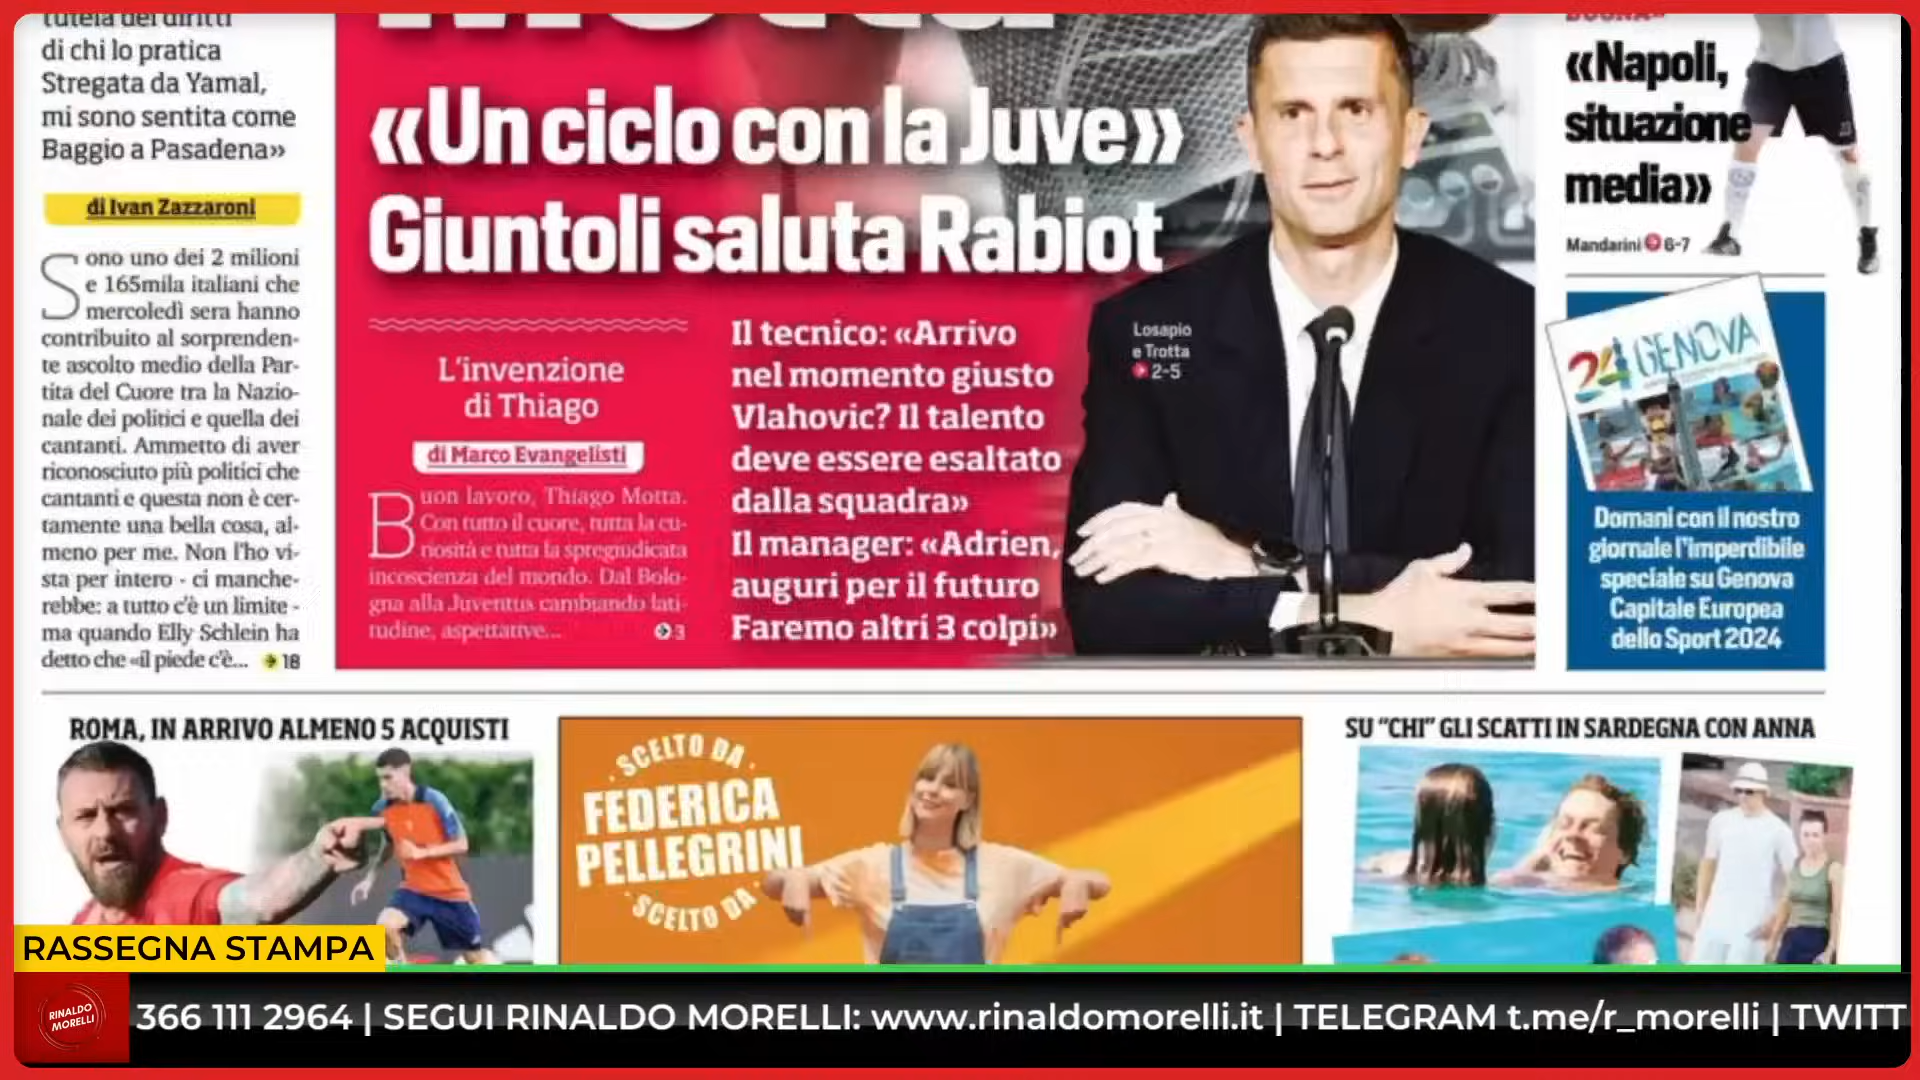 di chi lo pratica
Stregata da Yamal,
mi sono sentita come
Baggio a Pasadena»
di Ivan Zazzaroni
Sono uno dei 2 milioni
e 165mila italiani che
mercoledì sera hanno
contribuito al sorprenden-
te ascolto medio della Par-
tita del Cuore tra la Nazio-
nale dei politici e quella dei
cantanti. Ammetto di aver
riconosciuto più politici che
cantanti e questa non è cer-
tamente una bella cosa, al-
meno per me. Non l'ho vi-
sta per intero - ci manche-
rebbe: a tutto c'è un limite -
ma quando Elly Schlein ha
detto che «il piede c'è... 18
«Un ciclo con la Juve»
Giuntoli saluta Rabiot
L'invenzione
di Thiago
di Marco Evangelisti
Buon lavoro, Thiago Motta.
Con tutto il cuore, tutta la cu-
riosità e tutta la spregiudicata
incoscienza del mondo. Dal Bolo-
gna alla Juventus cambiando lati-
tudine, aspettative... 3
Il tecnico: «Arrivo
nel momento giusto
Vlahovic? Il talento
deve essere esaltato
dalla squadra»
Il manager: «Adrien,
auguri per il futuro
Faremo altri 3 colpi»
Losapio
e Trotta
2-5
«Napoli,
situazione
media»
Mandarini 6-7
24 GENOVA
Domani con il nostro
giornale l'imperdibile
speciale su Genova
Capitale Europea
dello Sport 2024
ROMA, IN ARRIVO ALMENO 5 ACQUISTI
· SCELTO DA ·
FEDERICA
PELLEGRINI
· SCELTO DA ·
SU "CHI" GLI SCATTI IN SARDEGNA CON ANNA
RASSEGNA STAMPA
RINALDO
MORELLI
366 111 2964 | SEGUI RINALDO MORELLI: www.rinaldomorelli.it | TELEGRAM t.me/r_morelli | TWITT